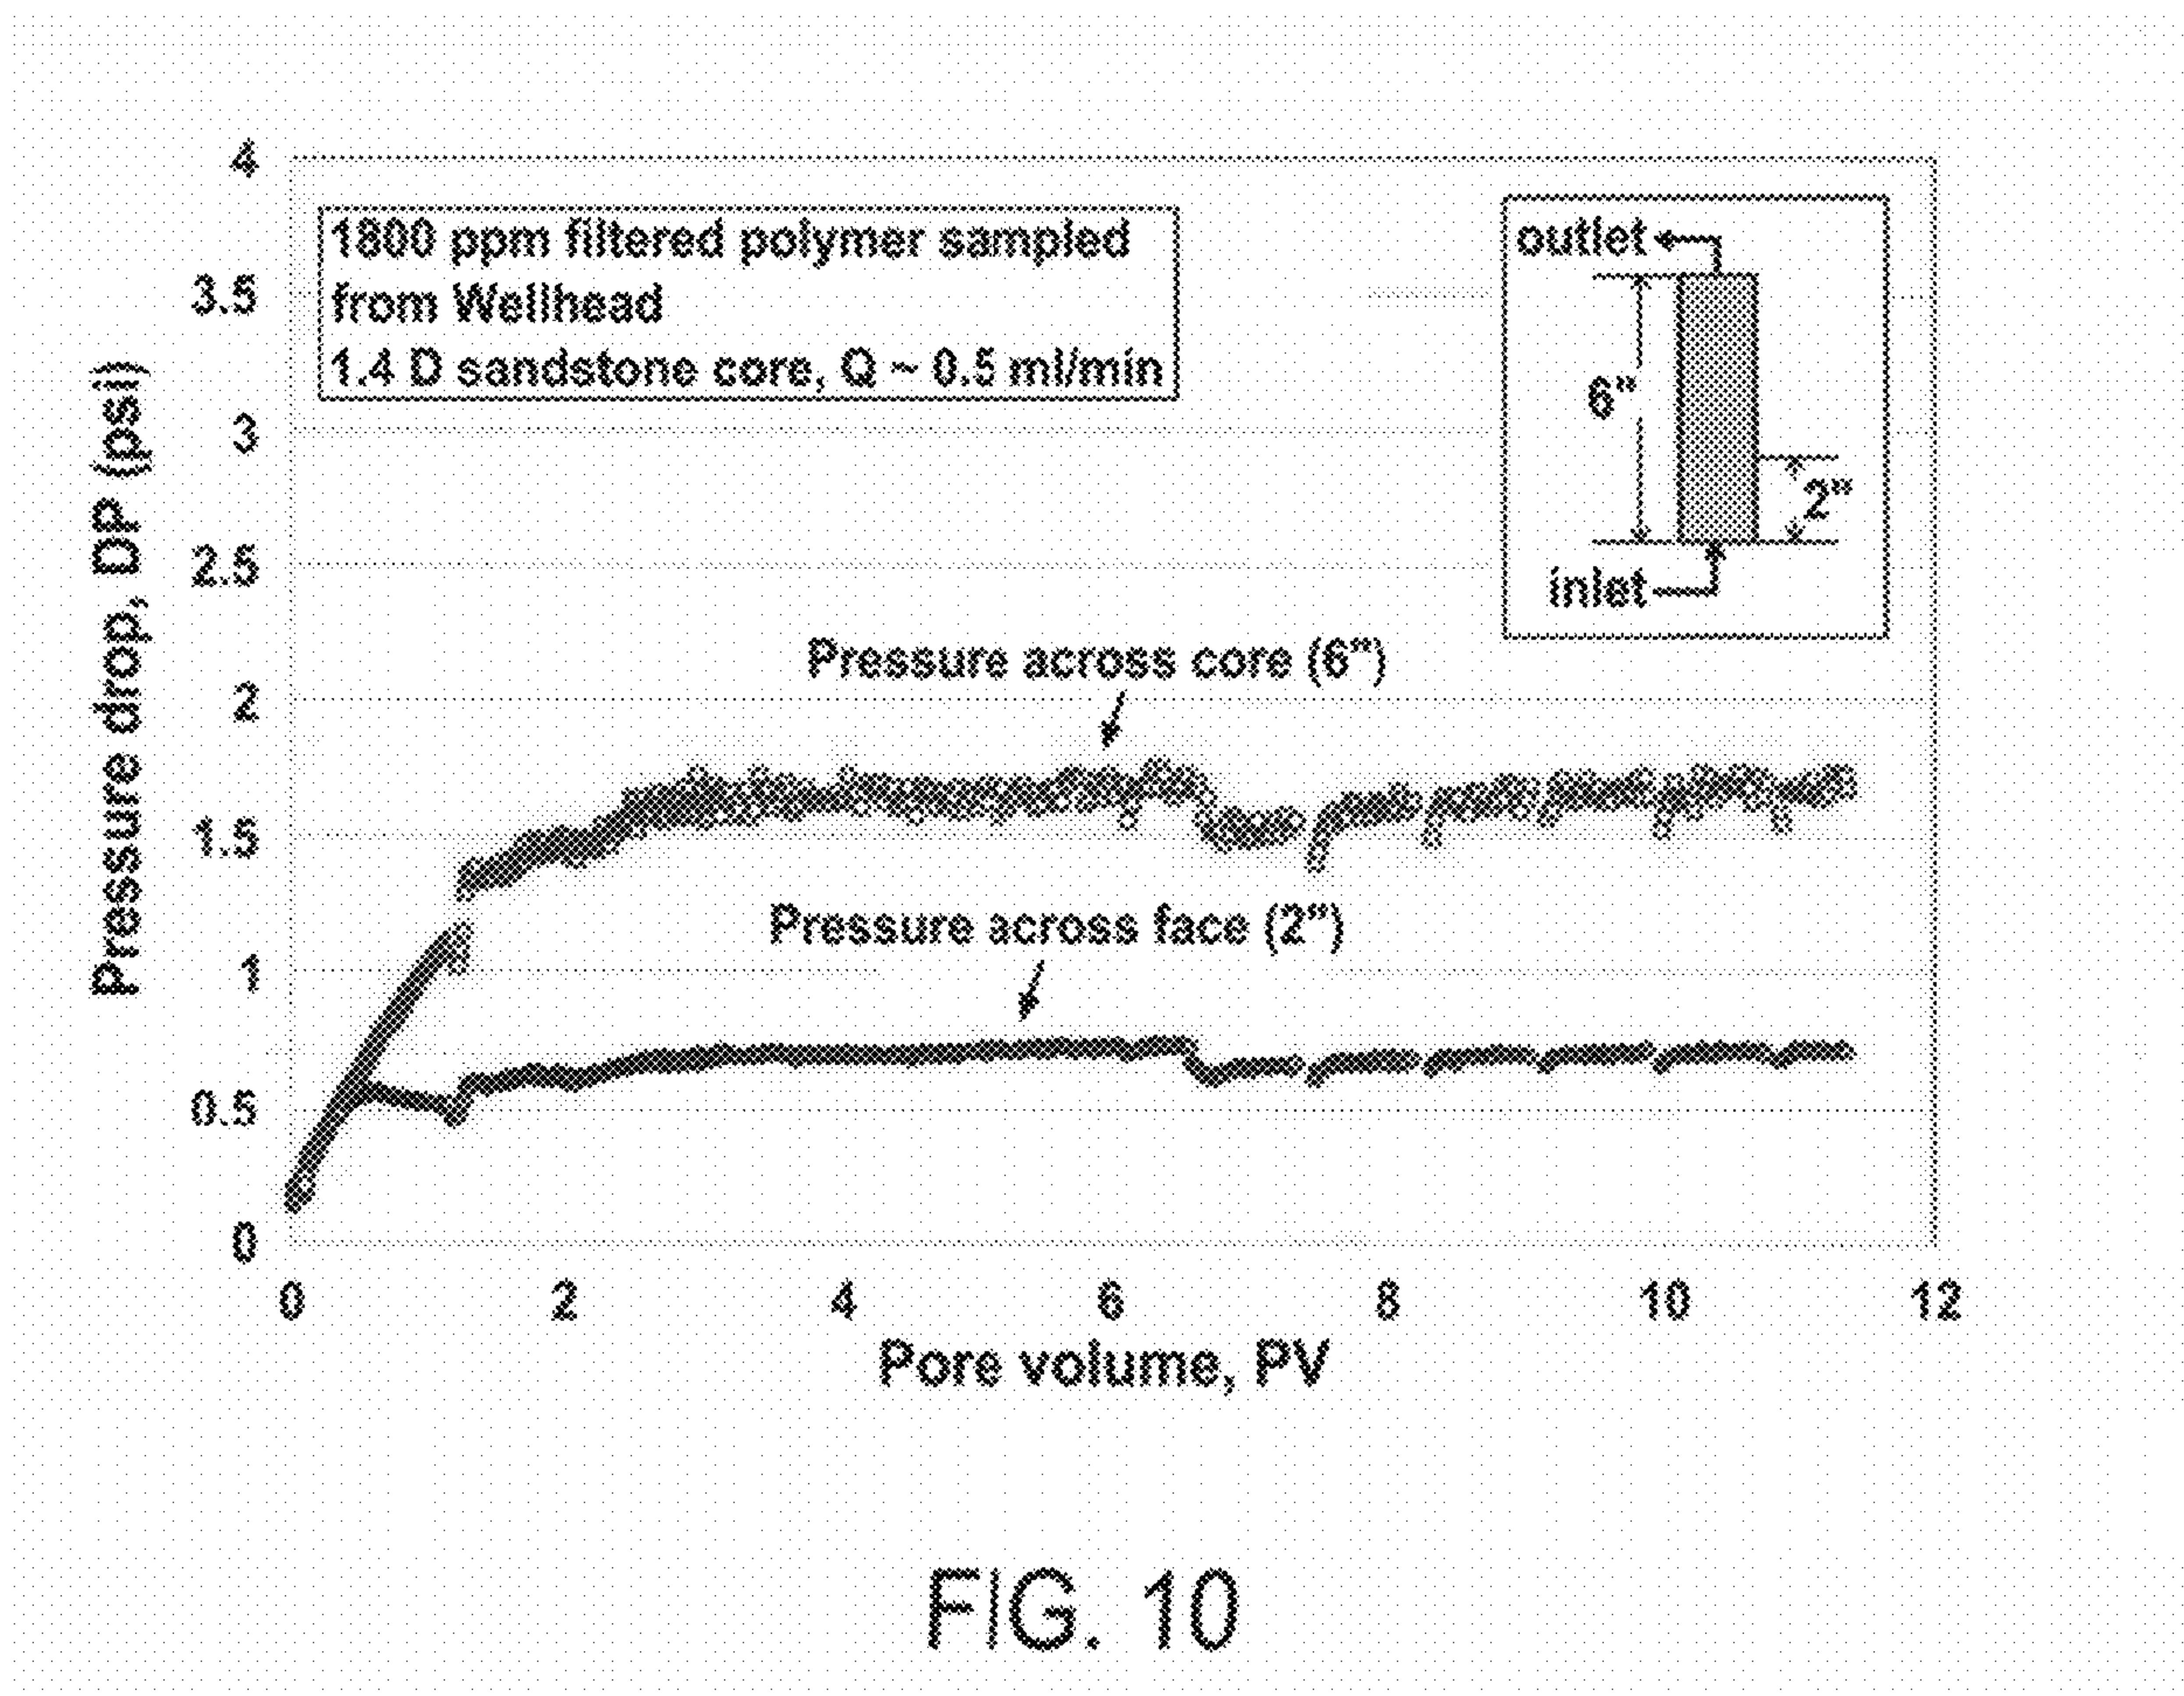 4
3.5
3
2.5
2
1.5
1
0.5
0
Pressure drop, DP (psi)
1800 ppm filtered polymer sampled
from Wellhead
1.4 D sandstone core, Q ~ 0.5 ml/min
outlet
6"
2"
inlet
Pressure across core (6")
Pressure across face (2")
0 2 4 6 8 10 12
Pore volume, PV
FIG. 10